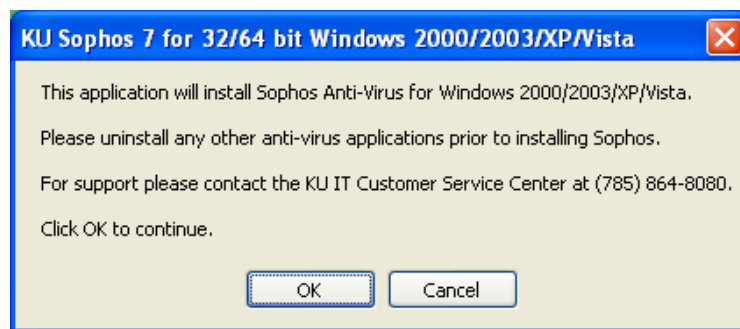 KU Sophos 7 for 32/64 bit Windows 2000/2003/XP/Vista
This application will install Sophos Anti-Virus for Windows 2000/2003/XP/Vista.
Please uninstall any other anti-virus applications prior to installing Sophos.
For support please contact the KU IT Customer Service Center at (785) 864-8080.
Click OK to continue.
OK Cancel